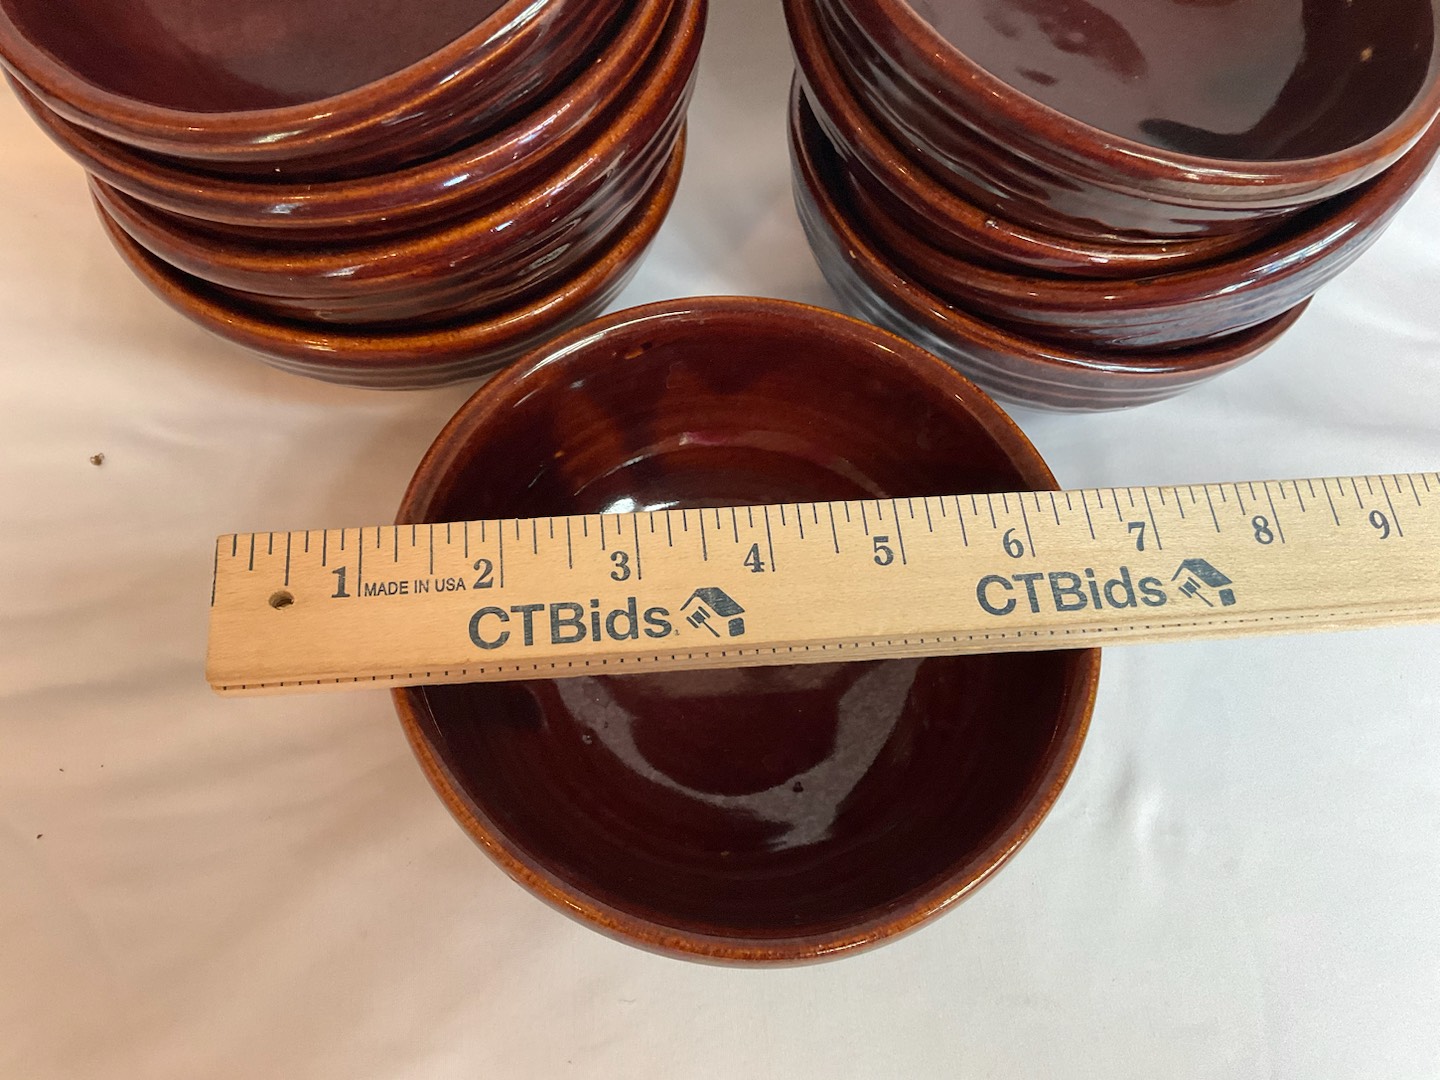 1 2 3 4 5 6 7 8 9
MADE IN USA
CTBids CTBids